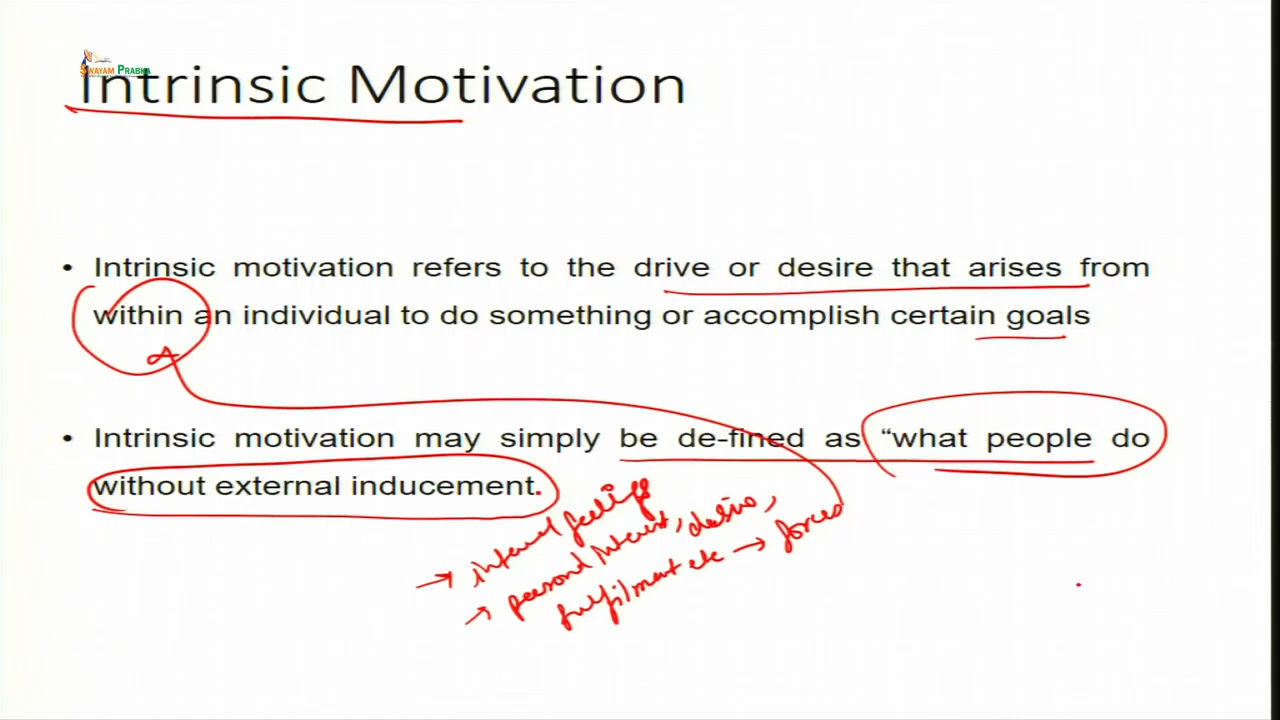 SWAYAM PRABHA
Intrinsic Motivation
• Intrinsic motivation refers to the drive or desire that arises from
within an individual to do something or accomplish certain goals
• Intrinsic motivation may simply be de-fined as “what people do
without external inducement.
→ internal feelings
→ personal interest, desire,
fulfilment etc → forces